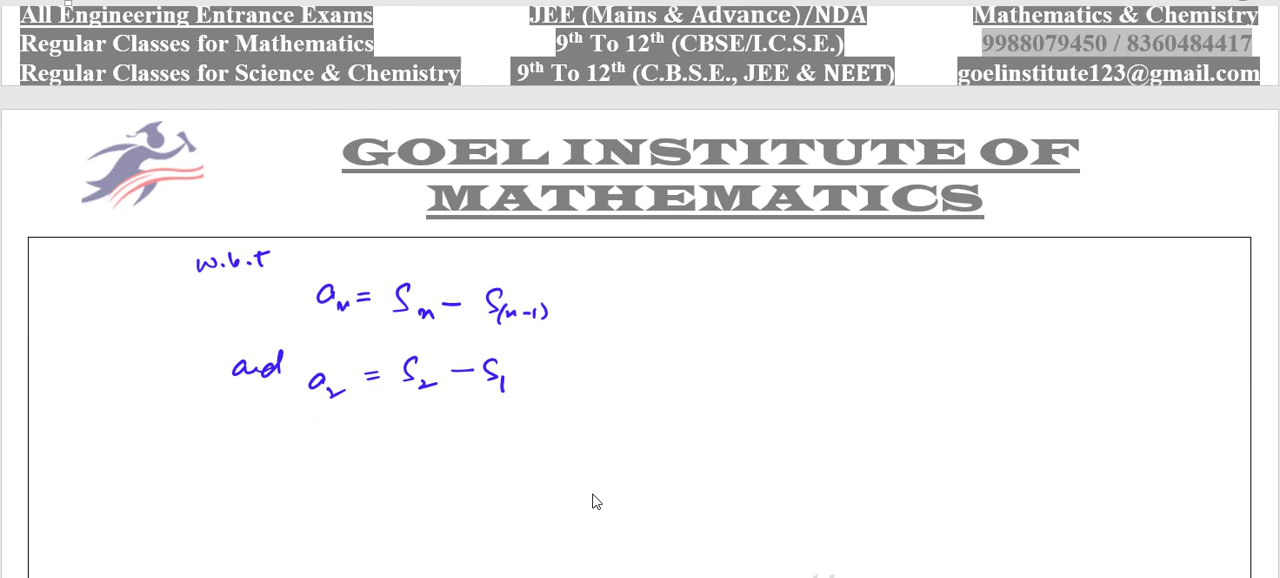 All Engineering Entrance Exams JEE (Mains & Advance)/NDA Mathematics & Chemistry
Regular Classes for Mathematics 9th To 12th (CBSE/I.C.S.E.) 9988079450 / 8360484417
Regular Classes for Science & Chemistry 9th To 12th (C.B.S.E., JEE & NEET) goelinstitute123@gmail.com
GOEL INSTITUTE OF
MATHEMATICS
w.k.t
aₙ = Sₙ - S₍ₙ₋₁₎
and a₂ = S₂ - S₁